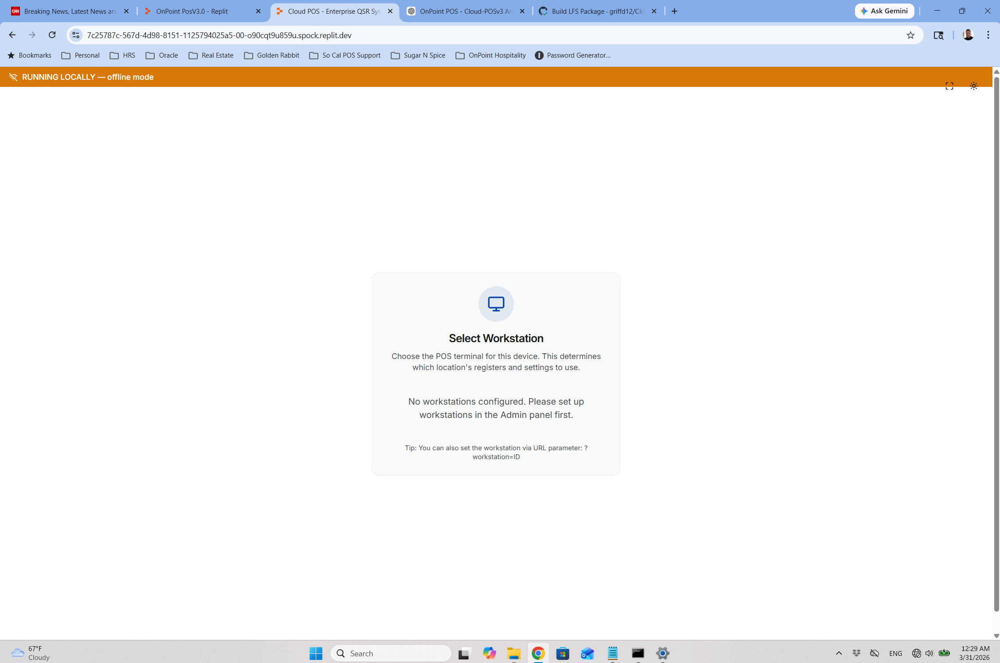 CNN
Breaking News, Latest News an
OnPoint PosV3.0 - Replit
Cloud POS - Enterprise QSR Sys
OnPoint POS - Cloud-POSv3 Ar
Build LFS Package · griffd12/Clo
Ask Gemini
7c25787c-567d-4d98-8151-1125794025a5-00-o90cqt9u859u.spock.replit.dev
Bookmarks
Personal
HRS
Oracle
Real Estate
Golden Rabbit
So Cal POS Support
Sugar N Spice
OnPoint Hospitality
Password Generator...
RUNNING LOCALLY — offline mode
Select Workstation
Choose the POS terminal for this device. This determines
which location's registers and settings to use.
No workstations configured. Please set up
workstations in the Admin panel first.
Tip: You can also set the workstation via URL parameter: ?
workstation=ID
67°F
Cloudy
Search
ENG
12:29 AM
3/31/2026